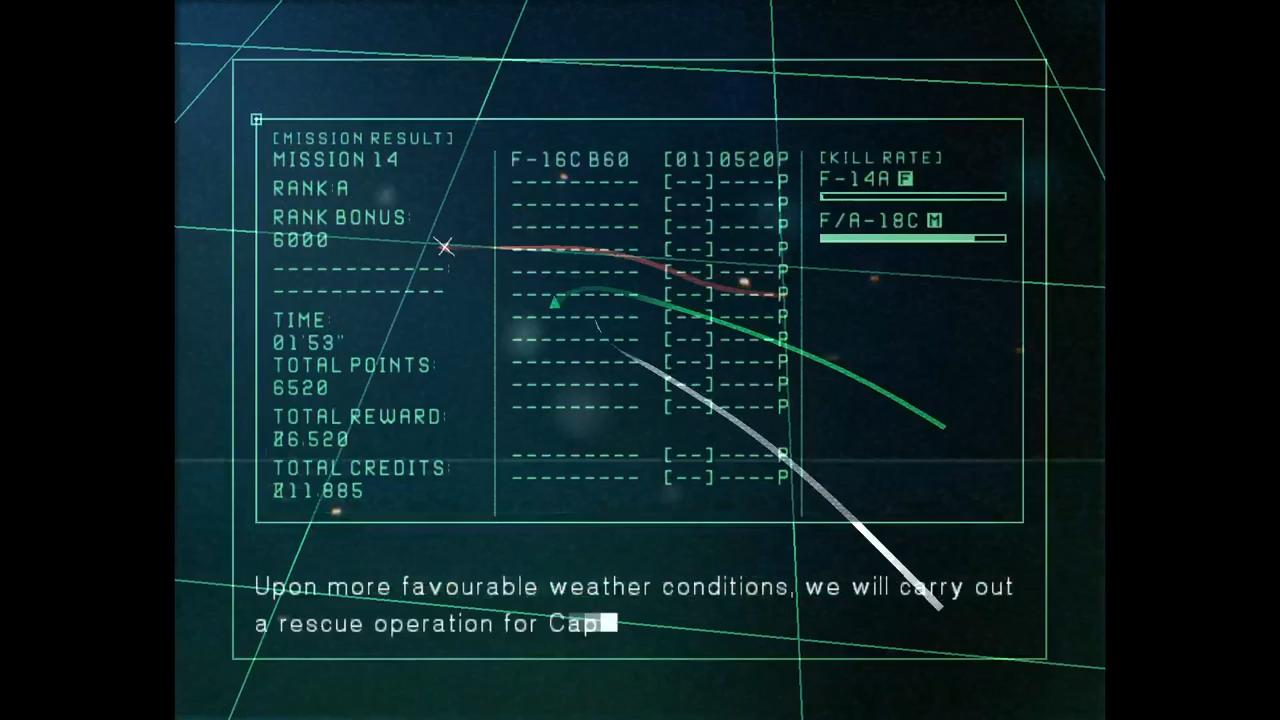 [MISSION RESULT]
MISSION 14
RANK:A
RANK BONUS:
6000
---------------:
---------------
TIME:
01'53"
TOTAL POINTS:
6520
TOTAL REWARD:
Z6.520
TOTAL CREDITS:
Z11.885
F-16C B60 [01]0520P
----------- [--]----P
----------- [--]----P
----------- [--]----P
----------- [--]----P
----------- [--]----P
----------- [--]----P
----------- [--]----P
----------- [--]----P
----------- [--]----P
----------- [--]----P
----------- [--]----P
----------- [--]----P
----------- [--]----P
[KILL RATE]
F-14A F
F/A-18C M
Upon more favourable weather conditions, we will carry out
a rescue operation for Cap